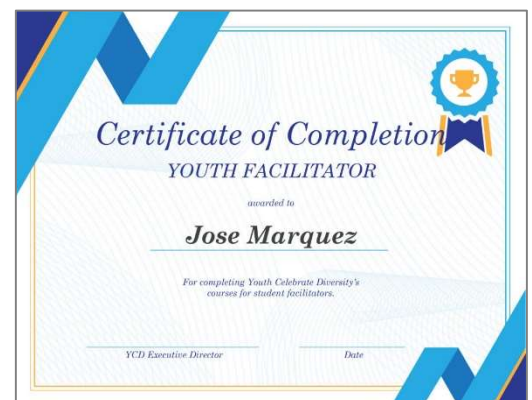 Certificate of Completion
YOUTH FACILITATOR
awarded to
Jose Marquez
For completing Youth Celebrate Diversity's
courses for student facilitators.
YCD Executive Director Date